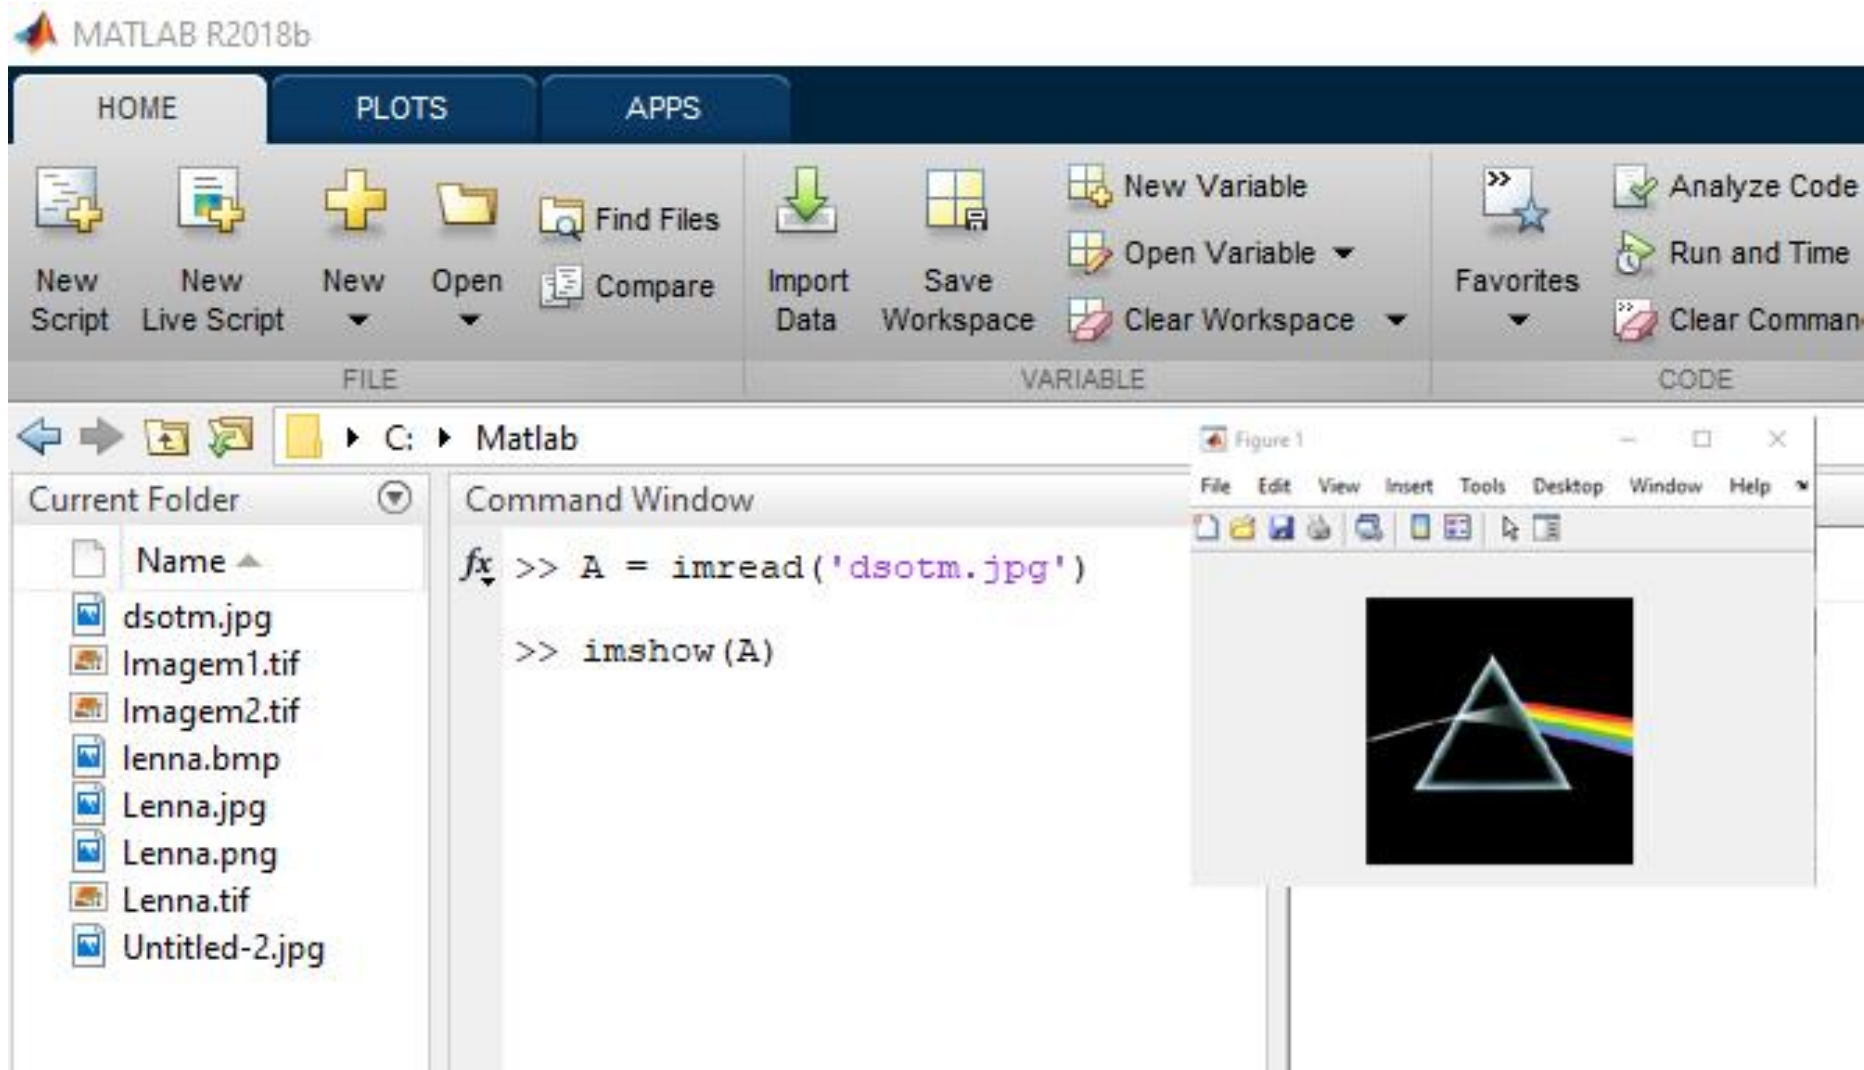 MATLAB R2018b
HOME PLOTS APPS
New Script
New Live Script
New
Open
Find Files
Compare
Import Data
Save Workspace
New Variable
Open Variable
Clear Workspace
Favorites
Analyze Code
Run and Time
Clear Comman
FILE VARIABLE CODE
C: Matlab
Figure 1
File Edit View Insert Tools Desktop Window Help
Current Folder
Name
dsotm.jpg
Imagem1.tif
Imagem2.tif
lenna.bmp
Lenna.jpg
Lenna.png
Lenna.tif
Untitled-2.jpg
Command Window
fx >> A = imread('dsotm.jpg')
>> imshow(A)